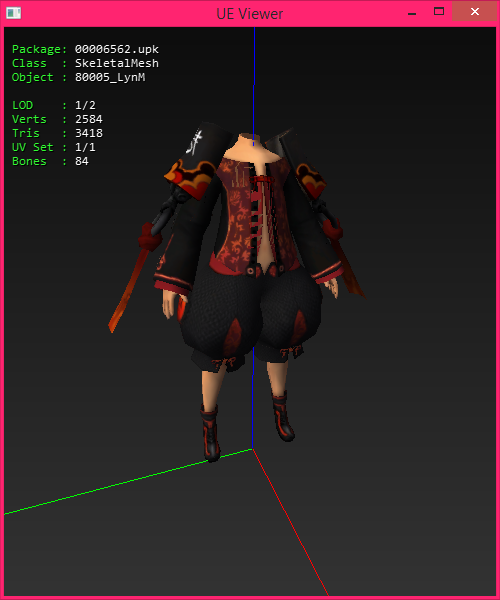 UE Viewer
Package: 00006562.upk
Class : SkeletalMesh
Object : 80005_LynM
LOD : 1/2
Verts : 2584
Tris : 3418
UV Set : 1/1
Bones : 84